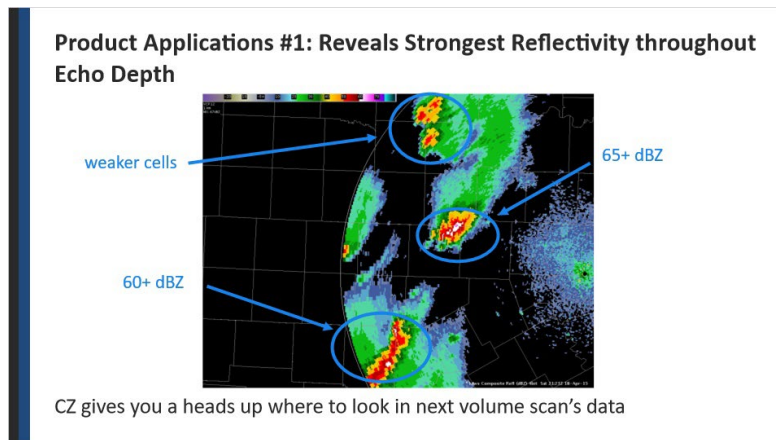 Product Applications #1: Reveals Strongest Reflectivity throughout
Echo Depth
weaker cells
65+ dBZ
60+ dBZ
CZ gives you a heads up where to look in next volume scan's data